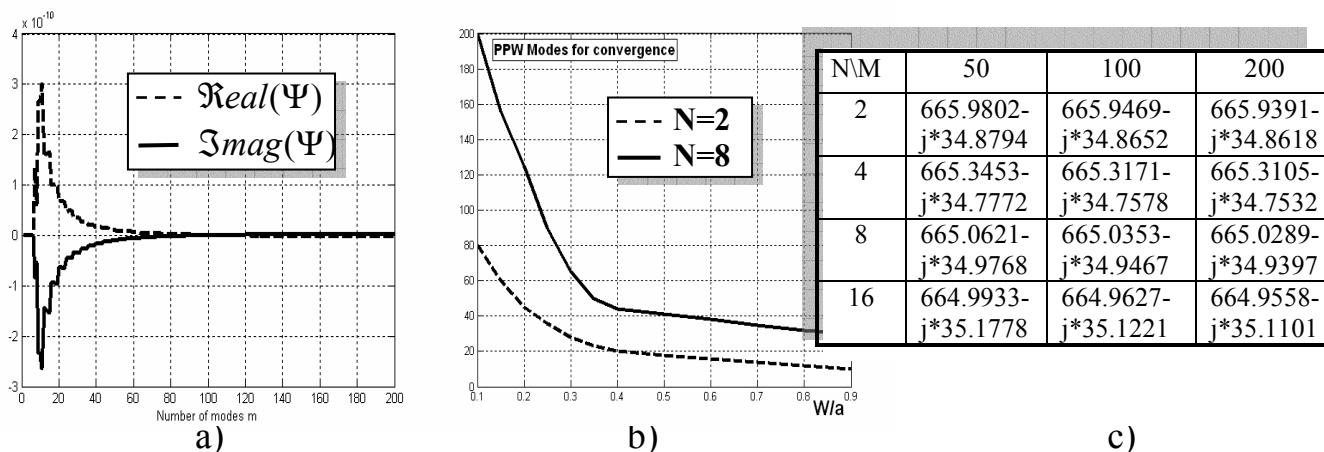 x 10⁻¹⁰
4
3
2
1
0
-1
-2
-3
0 20 40 60 80 100 120 140 160 180 200
Number of modes m
ℜeal(Ψ)
ℑmag(Ψ)
a)
200
180
160
140
120
100
80
60
40
20
0
0.1 0.2 0.3 0.4 0.5 0.6 0.7 0.8 0.9
W/a
PPW Modes for convergence
N=2
N=8
b)
N\M 50 100 200
2 665.9802- 665.9469- 665.9391-
j*34.8794 j*34.8652 j*34.8618
4 665.3453- 665.3171- 665.3105-
j*34.7772 j*34.7578 j*34.7532
8 665.0621- 665.0353- 665.0289-
j*34.9768 j*34.9467 j*34.9397
16 664.9933- 664.9627- 664.9558-
j*35.1778 j*35.1221 j*35.1101
c)